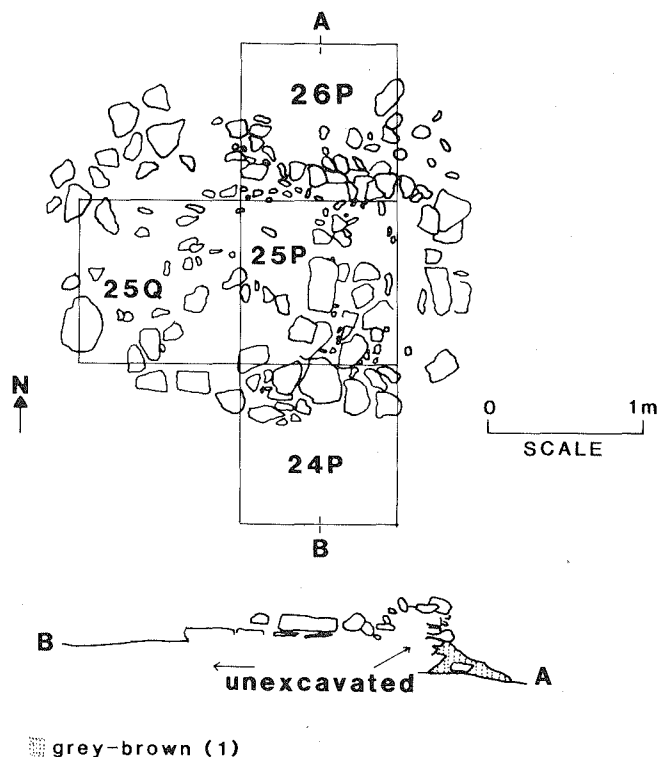 A
26P
25P
25Q
N
0 1m
SCALE
24P
B
B
unexcavated
A
grey-brown (1)